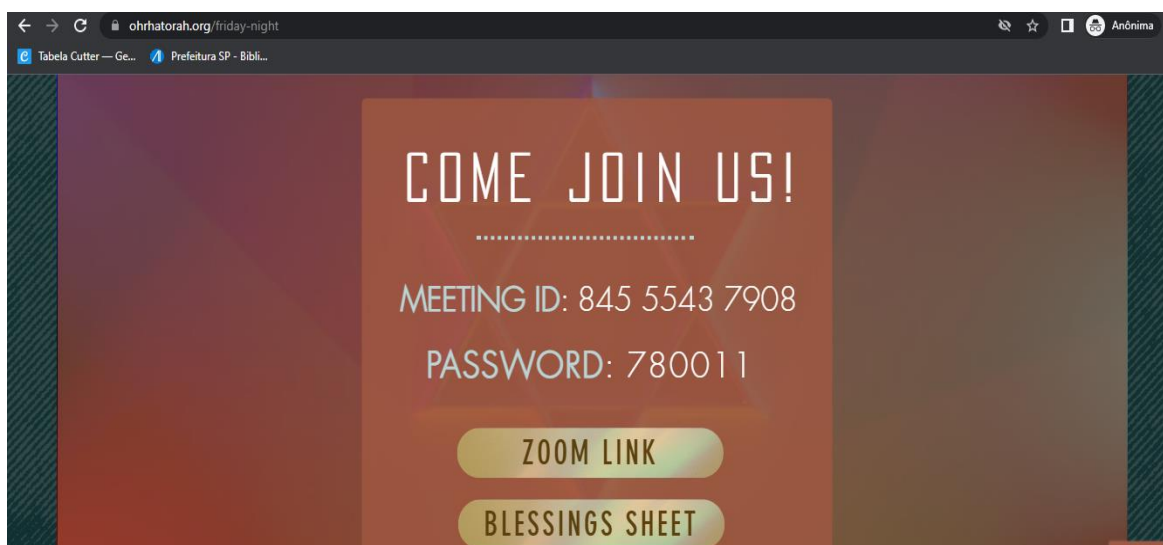 ohrhatorah.org/friday-night
Anônima
Tabela Cutter — Ge...
Prefeitura SP - Bibli...
COME JOIN US!
MEETING ID: 845 5543 7908
PASSWORD: 780011
ZOOM LINK
BLESSINGS SHEET